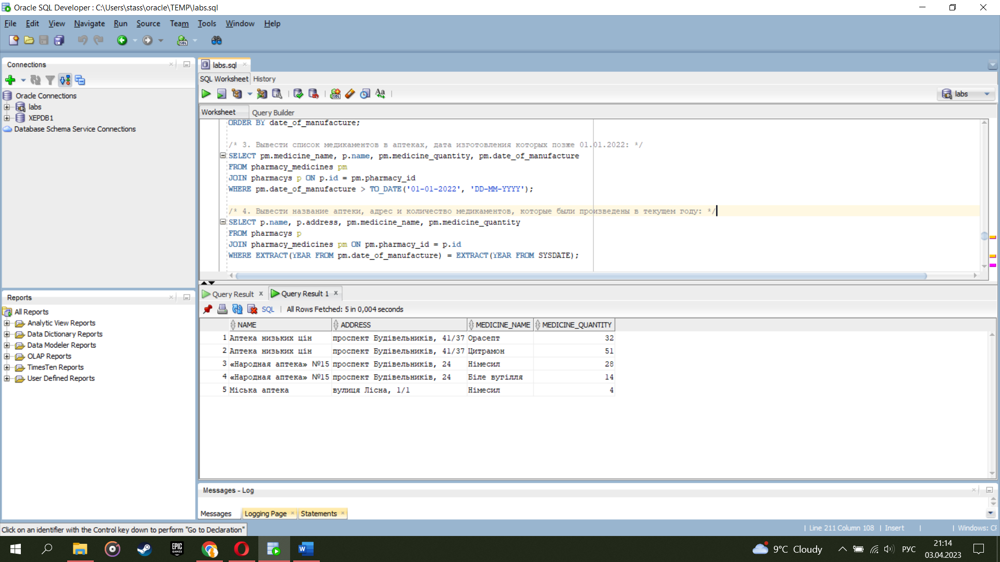 Oracle SQL Developer : C:\Users\stass\oracle\TEMP\labs.sql
File Edit View Navigate Run Source Team Tools Window Help
Connections
Oracle Connections
labs
XEPDB1
Database Schema Service Connections
Reports
All Reports
Analytic View Reports
Data Dictionary Reports
Data Modeler Reports
OLAP Reports
TimesTen Reports
User Defined Reports
labs.sql
SQL Worksheet History
labs
Worksheet Query Builder
ORDER BY date_of_manufacture;
/* 3. Вывести список медикаментов в аптеках, дата изготовления которых позже 01.01.2022: */
SELECT pm.medicine_name, p.name, pm.medicine_quantity, pm.date_of_manufacture
FROM pharmacy_medicines pm
JOIN pharmacys p ON p.id = pm.pharmacy_id
WHERE pm.date_of_manufacture > TO_DATE('01-01-2022', 'DD-MM-YYYY');
/* 4. Вывести название аптеки, адрес и количество медикаментов, которые были произведены в текущем году: */
SELECT p.name, p.address, pm.medicine_name, pm.medicine_quantity
FROM pharmacys p
JOIN pharmacy_medicines pm ON pm.pharmacy_id = p.id
WHERE EXTRACT(YEAR FROM pm.date_of_manufacture) = EXTRACT(YEAR FROM SYSDATE);
Query Result x Query Result 1 x
SQL | All Rows Fetched: 5 in 0,004 seconds
NAME ADDRESS MEDICINE_NAME MEDICINE_QUANTITY
1 Аптека низьких цін проспект Будівельників, 41/37 Орасепт 32
2 Аптека низьких цін проспект Будівельників, 41/37 Цитрамон 51
3 «Народная аптека» №15 проспект Будівельників, 24 Німесил 28
4 «Народная аптека» №15 проспект Будівельників, 24 Біле вугілля 14
5 Міська аптека вулиця Лісна, 1/1 Німесил 4
Messages - Log
Messages Logging Page Statements
Click on an identifier with the Control key down to perform "Go to Declaration"
| Line 211 Column 108 | Insert | | Windows: CF
EPIC GAMES
9°C Cloudy РУС 21:14
03.04.2023